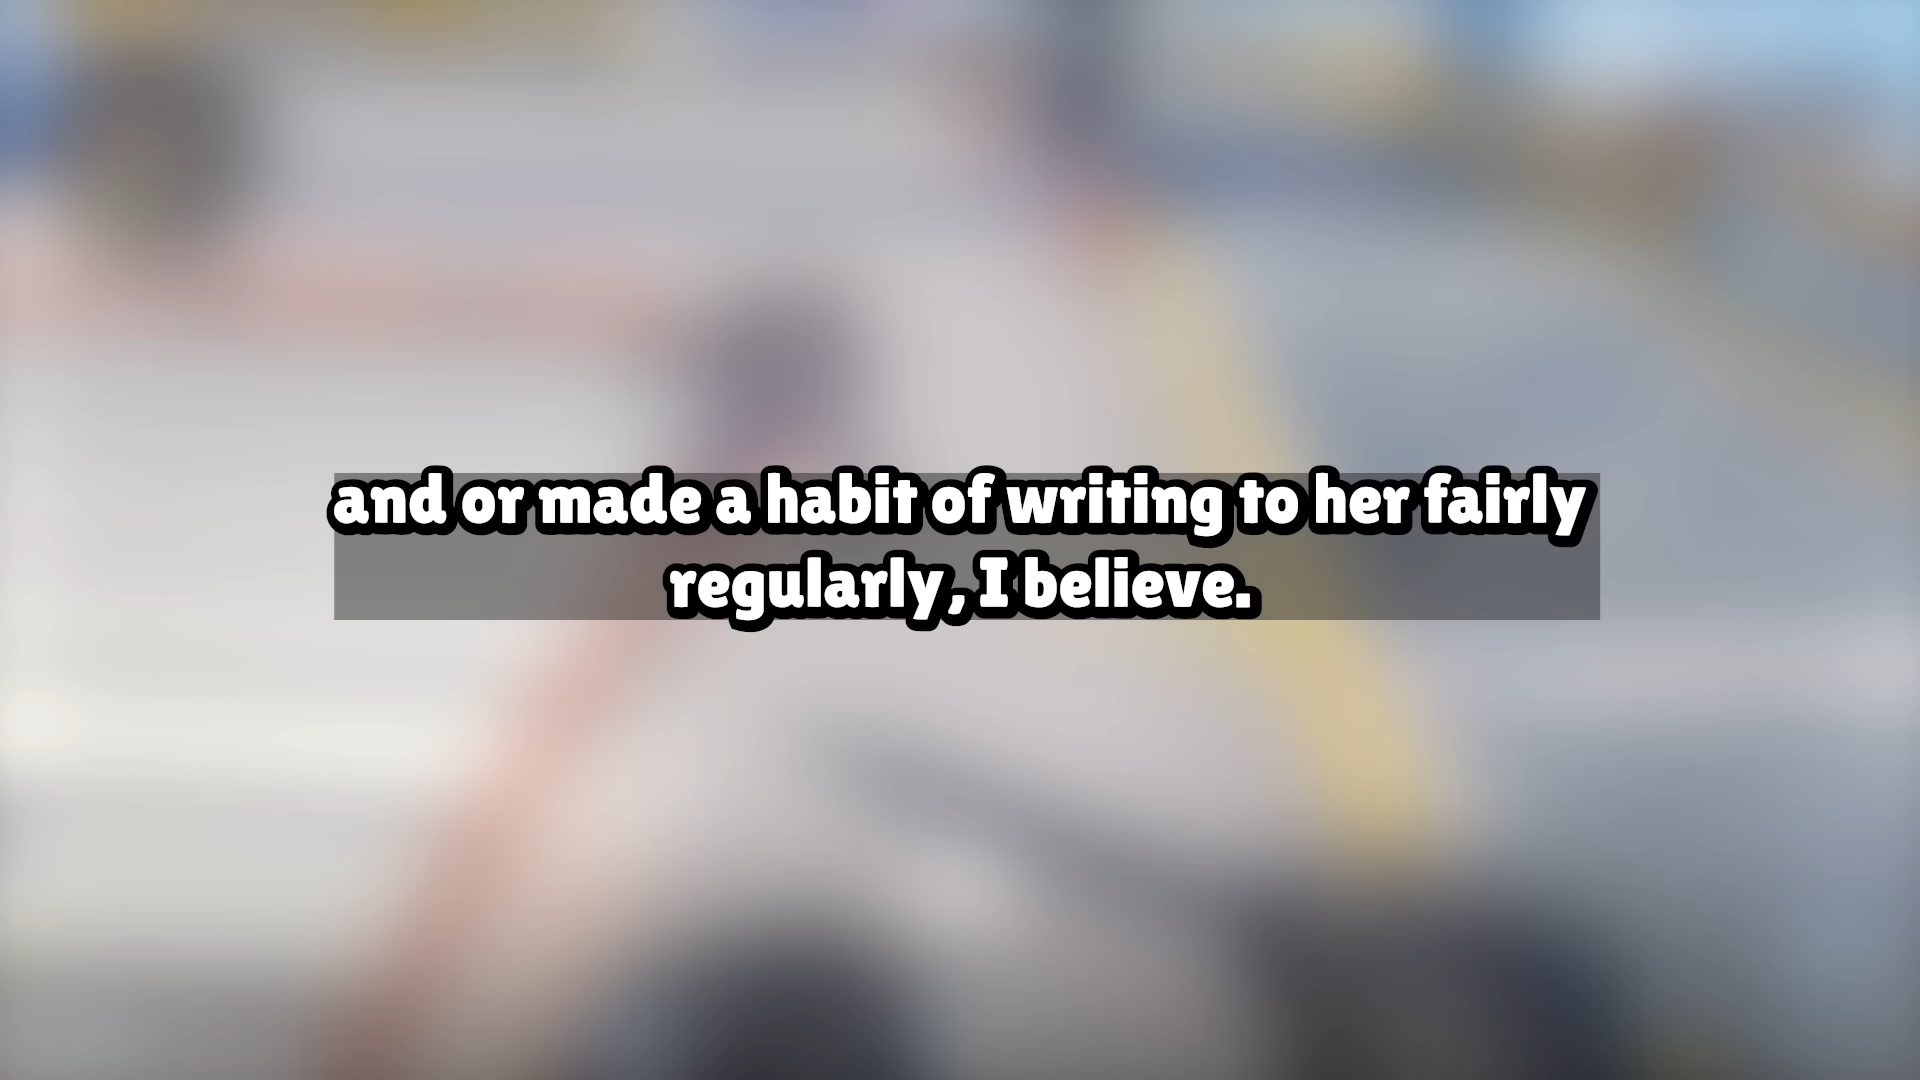 and or made a habit of writing to her fairly
regularly, I believe.